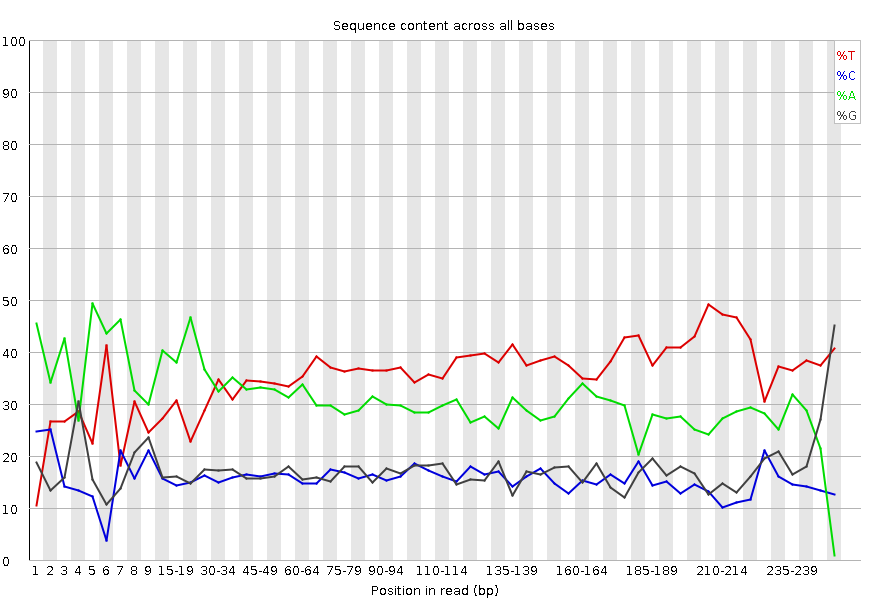 Sequence content across all bases
100
90
80
70
60
50
40
30
20
10
0
%T
%C
%A
%G
1 2 3 4 5 6 7 8 9 15-19 30-34 45-49 60-64 75-79 90-94 110-114 135-139 160-164 185-189 210-214 235-239
Position in read (bp)